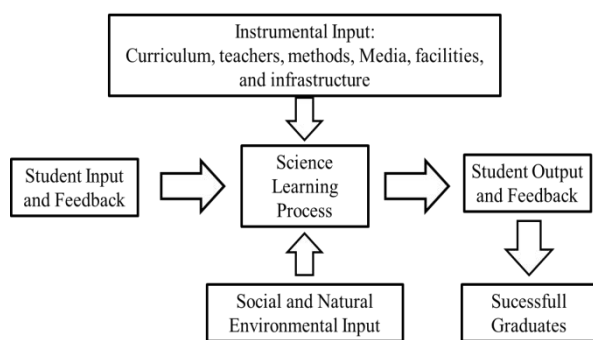 Instrumental Input:
Curriculum, teachers, methods, Media, facilities,
and infrastructure
Student Input
and Feedback
Science
Learning
Process
Student Output
and Feedback
Social and Natural
Environmental Input
Sucessfull
Graduates